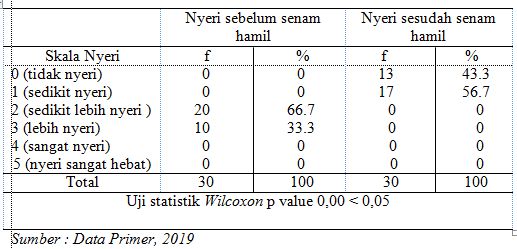 Nyeri sebelum senam hamil Nyeri sesudah senam hamil
Skala Nyeri f % f %
0 (tidak nyeri) 0 0 13 43.3
1 (sedikit nyeri) 0 0 17 56.7
2 (sedikit lebih nyeri ) 20 66.7 0 0
3 (lebih nyeri) 10 33.3 0 0
4 (sangat nyeri) 0 0 0 0
5 (nyeri sangat hebat) 0 0 0 0
Total 30 100 30 100
Uji statistik Wilcoxon p value 0,00 < 0,05
Sumber : Data Primer, 2019